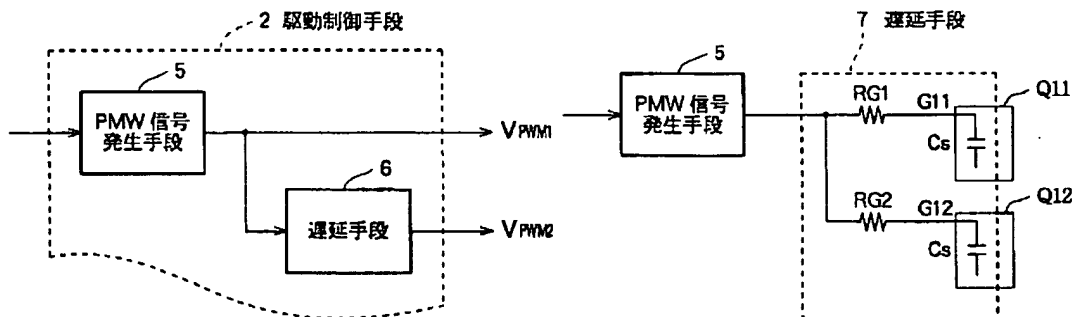 2 駆動制御手段
5
PMW 信号
発生手段
VPWM1
6
遅延手段
VPWM2
5
PMW 信号
発生手段
7 遅延手段
RG1
G11
Q11
Cs
RG2
G12
Q12
Cs